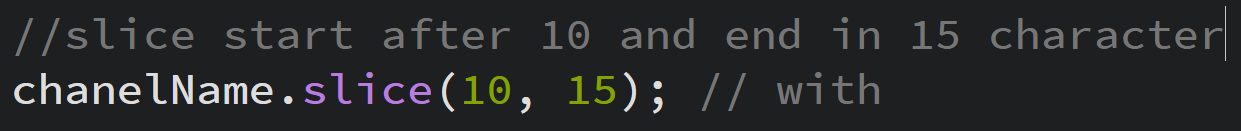 //slice start after 10 and end in 15 character
chanelName.slice(10, 15); // with